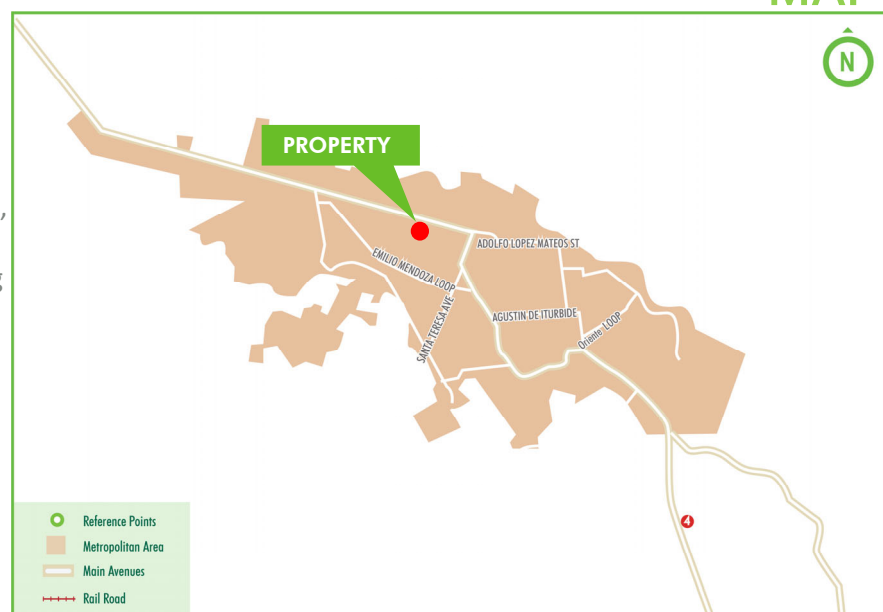 MAP
N
PROPERTY
ADOLFO LOPEZ MATEOS ST
EMILIO MENDOZA LOOP
SANTA TERESA AVE
AGUSTIN DE ITURBIDE
Oriente LOOP
4
Reference Points
Metropolitan Area
Main Avenues
Rail Road